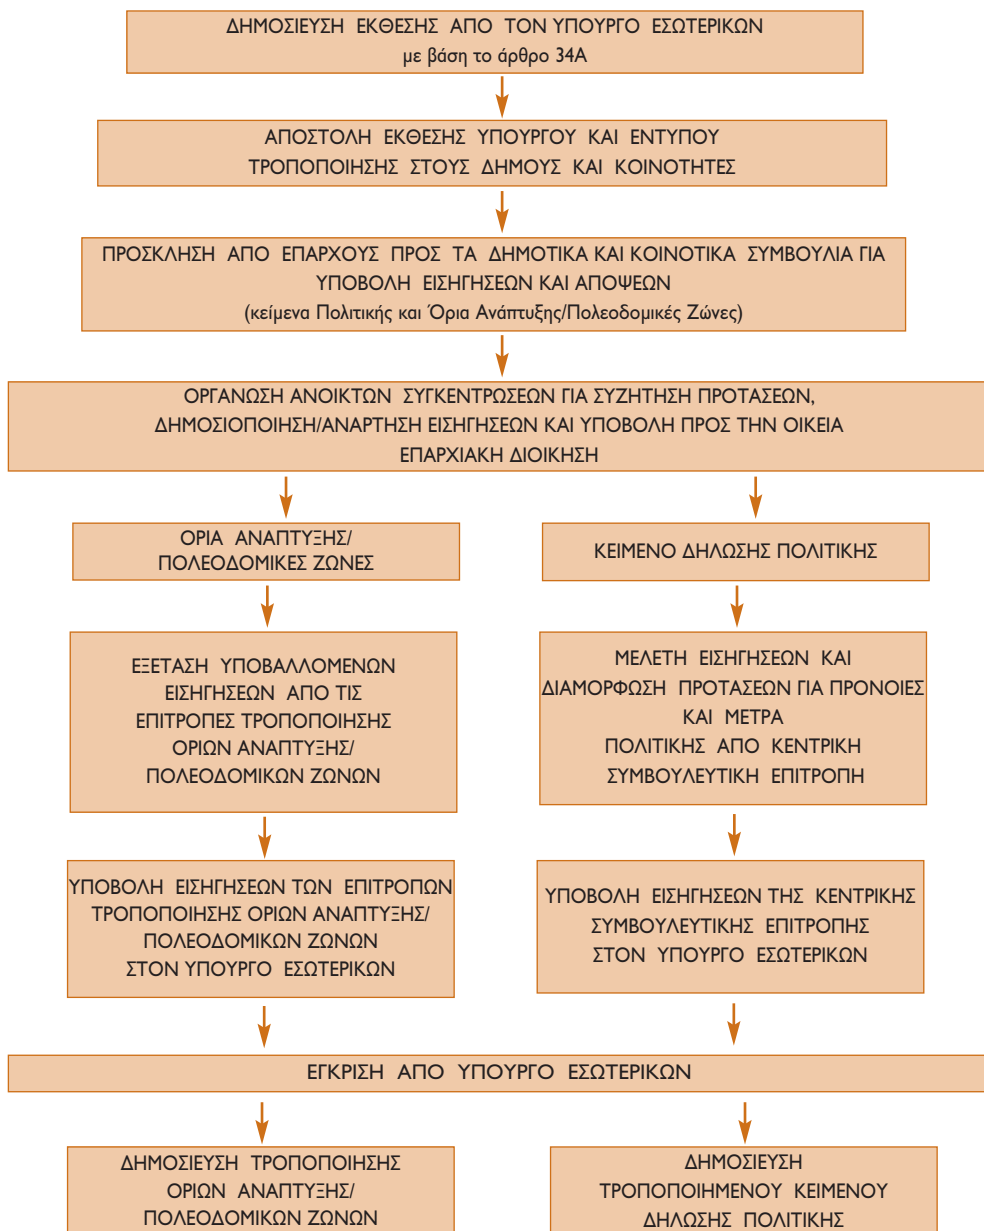 ΔΗΜΟΣΙΕΥΣΗ ΕΚΘΕΣΗΣ ΑΠΟ ΤΟΝ ΥΠΟΥΡΓΟ ΕΣΩΤΕΡΙΚΩΝ
με βάση το άρθρο 34Α
ΑΠΟΣΤΟΛΗ ΕΚΘΕΣΗΣ ΥΠΟΥΡΓΟΥ ΚΑΙ ΕΝΤΥΠΟΥ
ΤΡΟΠΟΠΟΙΗΣΗΣ ΣΤΟΥΣ ΔΗΜΟΥΣ ΚΑΙ ΚΟΙΝΟΤΗΤΕΣ
ΠΡΟΣΚΛΗΣΗ ΑΠΟ ΕΠΑΡΧΟΥΣ ΠΡΟΣ ΤΑ ΔΗΜΟΤΙΚΑ ΚΑΙ ΚΟΙΝΟΤΙΚΑ ΣΥΜΒΟΥΛΙΑ ΓΙΑ
ΥΠΟΒΟΛΗ ΕΙΣΗΓΗΣΕΩΝ ΚΑΙ ΑΠΟΨΕΩΝ
(κείμενα Πολιτικής και Όρια Ανάπτυξης/Πολεοδομικές Ζώνες)
ΟΡΓΑΝΩΣΗ ΑΝΟΙΚΤΩΝ ΣΥΓΚΕΝΤΡΩΣΕΩΝ ΓΙΑ ΣΥΖΗΤΗΣΗ ΠΡΟΤΑΣΕΩΝ,
ΔΗΜΟΣΙΟΠΟΙΗΣΗ/ΑΝΑΡΤΗΣΗ ΕΙΣΗΓΗΣΕΩΝ ΚΑΙ ΥΠΟΒΟΛΗ ΠΡΟΣ ΤΗΝ ΟΙΚΕΙΑ
ΕΠΑΡΧΙΑΚΗ ΔΙΟΙΚΗΣΗ
ΟΡΙΑ ΑΝΑΠΤΥΞΗΣ/
ΠΟΛΕΟΔΟΜΙΚΕΣ ΖΩΝΕΣ
ΚΕΙΜΕΝΟ ΔΗΛΩΣΗΣ ΠΟΛΙΤΙΚΗΣ
ΕΞΕΤΑΣΗ ΥΠΟΒΑΛΛΟΜΕΝΩΝ
ΕΙΣΗΓΗΣΕΩΝ ΑΠΟ ΤΙΣ
ΕΠΙΤΡΟΠΕΣ ΤΡΟΠΟΠΟΙΗΣΗΣ
ΟΡΙΩΝ ΑΝΑΠΤΥΞΗΣ/
ΠΟΛΕΟΔΟΜΙΚΩΝ ΖΩΝΩΝ
ΜΕΛΕΤΗ ΕΙΣΗΓΗΣΕΩΝ ΚΑΙ
ΔΙΑΜΟΡΦΩΣΗ ΠΡΟΤΑΣΕΩΝ ΓΙΑ ΠΡΟΝΟΙΕΣ
ΚΑΙ ΜΕΤΡΑ
ΠΟΛΙΤΙΚΗΣ ΑΠΟ ΚΕΝΤΡΙΚΗ
ΣΥΜΒΟΥΛΕΥΤΙΚΗ ΕΠΙΤΡΟΠΗ
ΥΠΟΒΟΛΗ ΕΙΣΗΓΗΣΕΩΝ ΤΩΝ ΕΠΙΤΡΟΠΩΝ
ΤΡΟΠΟΠΟΙΗΣΗΣ ΟΡΙΩΝ ΑΝΑΠΤΥΞΗΣ/
ΠΟΛΕΟΔΟΜΙΚΩΝ ΖΩΝΩΝ
ΣΤΟΝ ΥΠΟΥΡΓΟ ΕΣΩΤΕΡΙΚΩΝ
ΥΠΟΒΟΛΗ ΕΙΣΗΓΗΣΕΩΝ ΤΗΣ ΚΕΝΤΡΙΚΗΣ
ΣΥΜΒΟΥΛΕΥΤΙΚΗΣ ΕΠΙΤΡΟΠΗΣ
ΣΤΟΝ ΥΠΟΥΡΓΟ ΕΣΩΤΕΡΙΚΩΝ
ΕΓΚΡΙΣΗ ΑΠΟ ΥΠΟΥΡΓΟ ΕΣΩΤΕΡΙΚΩΝ
ΔΗΜΟΣΙΕΥΣΗ ΤΡΟΠΟΠΟΙΗΣΗΣ
ΟΡΙΩΝ ΑΝΑΠΤΥΞΗΣ/
ΠΟΛΕΟΔΟΜΙΚΩΝ ΖΩΝΩΝ
ΔΗΜΟΣΙΕΥΣΗ
ΤΡΟΠΟΠΟΙΗΜΕΝΟΥ ΚΕΙΜΕΝΟΥ
ΔΗΛΩΣΗΣ ΠΟΛΙΤΙΚΗΣ